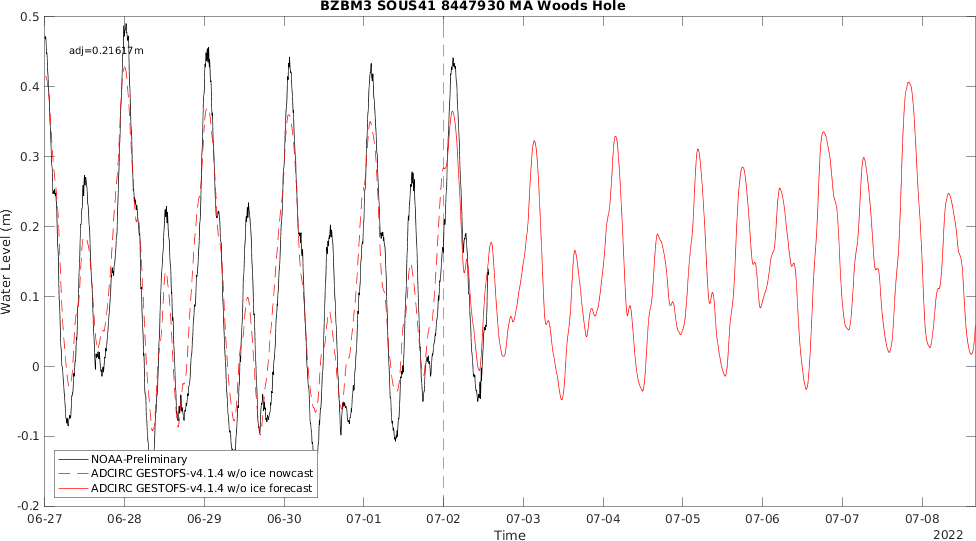 BZBM3 SOUS41 8447930 MA Woods Hole
adj=0.21617m
0.5
0.4
0.3
0.2
0.1
0
-0.1
-0.2
Water Level (m)
NOAA-Preliminary
ADCIRC GESTOFS-v4.1.4 w/o ice nowcast
ADCIRC GESTOFS-v4.1.4 w/o ice forecast
06-27 06-28 06-29 06-30 07-01 07-02 07-03 07-04 07-05 07-06 07-07 07-08
Time
2022